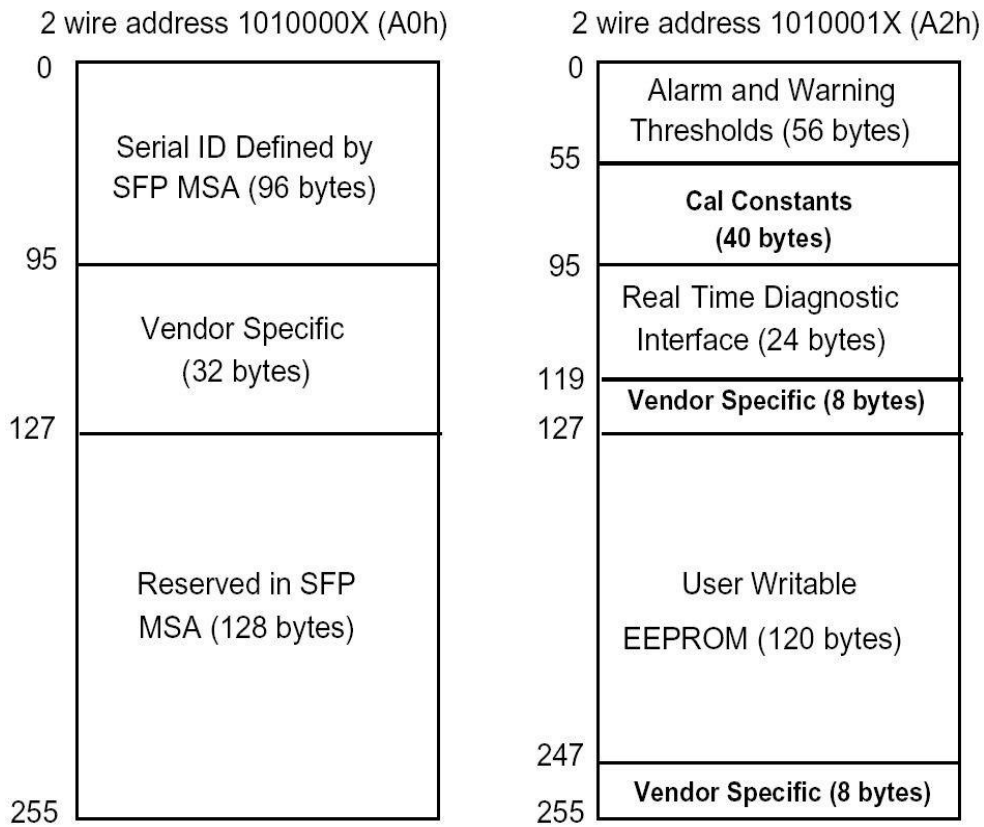 2 wire address 1010000X (A0h)
0
Serial ID Defined by
SFP MSA (96 bytes)
95
Vendor Specific
(32 bytes)
127
Reserved in SFP
MSA (128 bytes)
255
2 wire address 1010001X (A2h)
0
Alarm and Warning
Thresholds (56 bytes)
55
Cal Constants
(40 bytes)
95
Real Time Diagnostic
Interface (24 bytes)
119
Vendor Specific (8 bytes)
127
User Writable
EEPROM (120 bytes)
247
Vendor Specific (8 bytes)
255